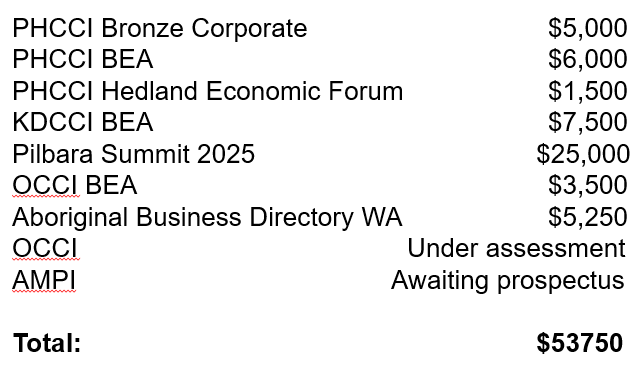 PHCCI Bronze Corporate $5,000
PHCCI BEA $6,000
PHCCI Hedland Economic Forum $1,500
KDCCI BEA $7,500
Pilbara Summit 2025 $25,000
OCCI BEA $3,500
Aboriginal Business Directory WA $5,250
OCCI Under assessment
AMPI Awaiting prospectus
Total: $53750